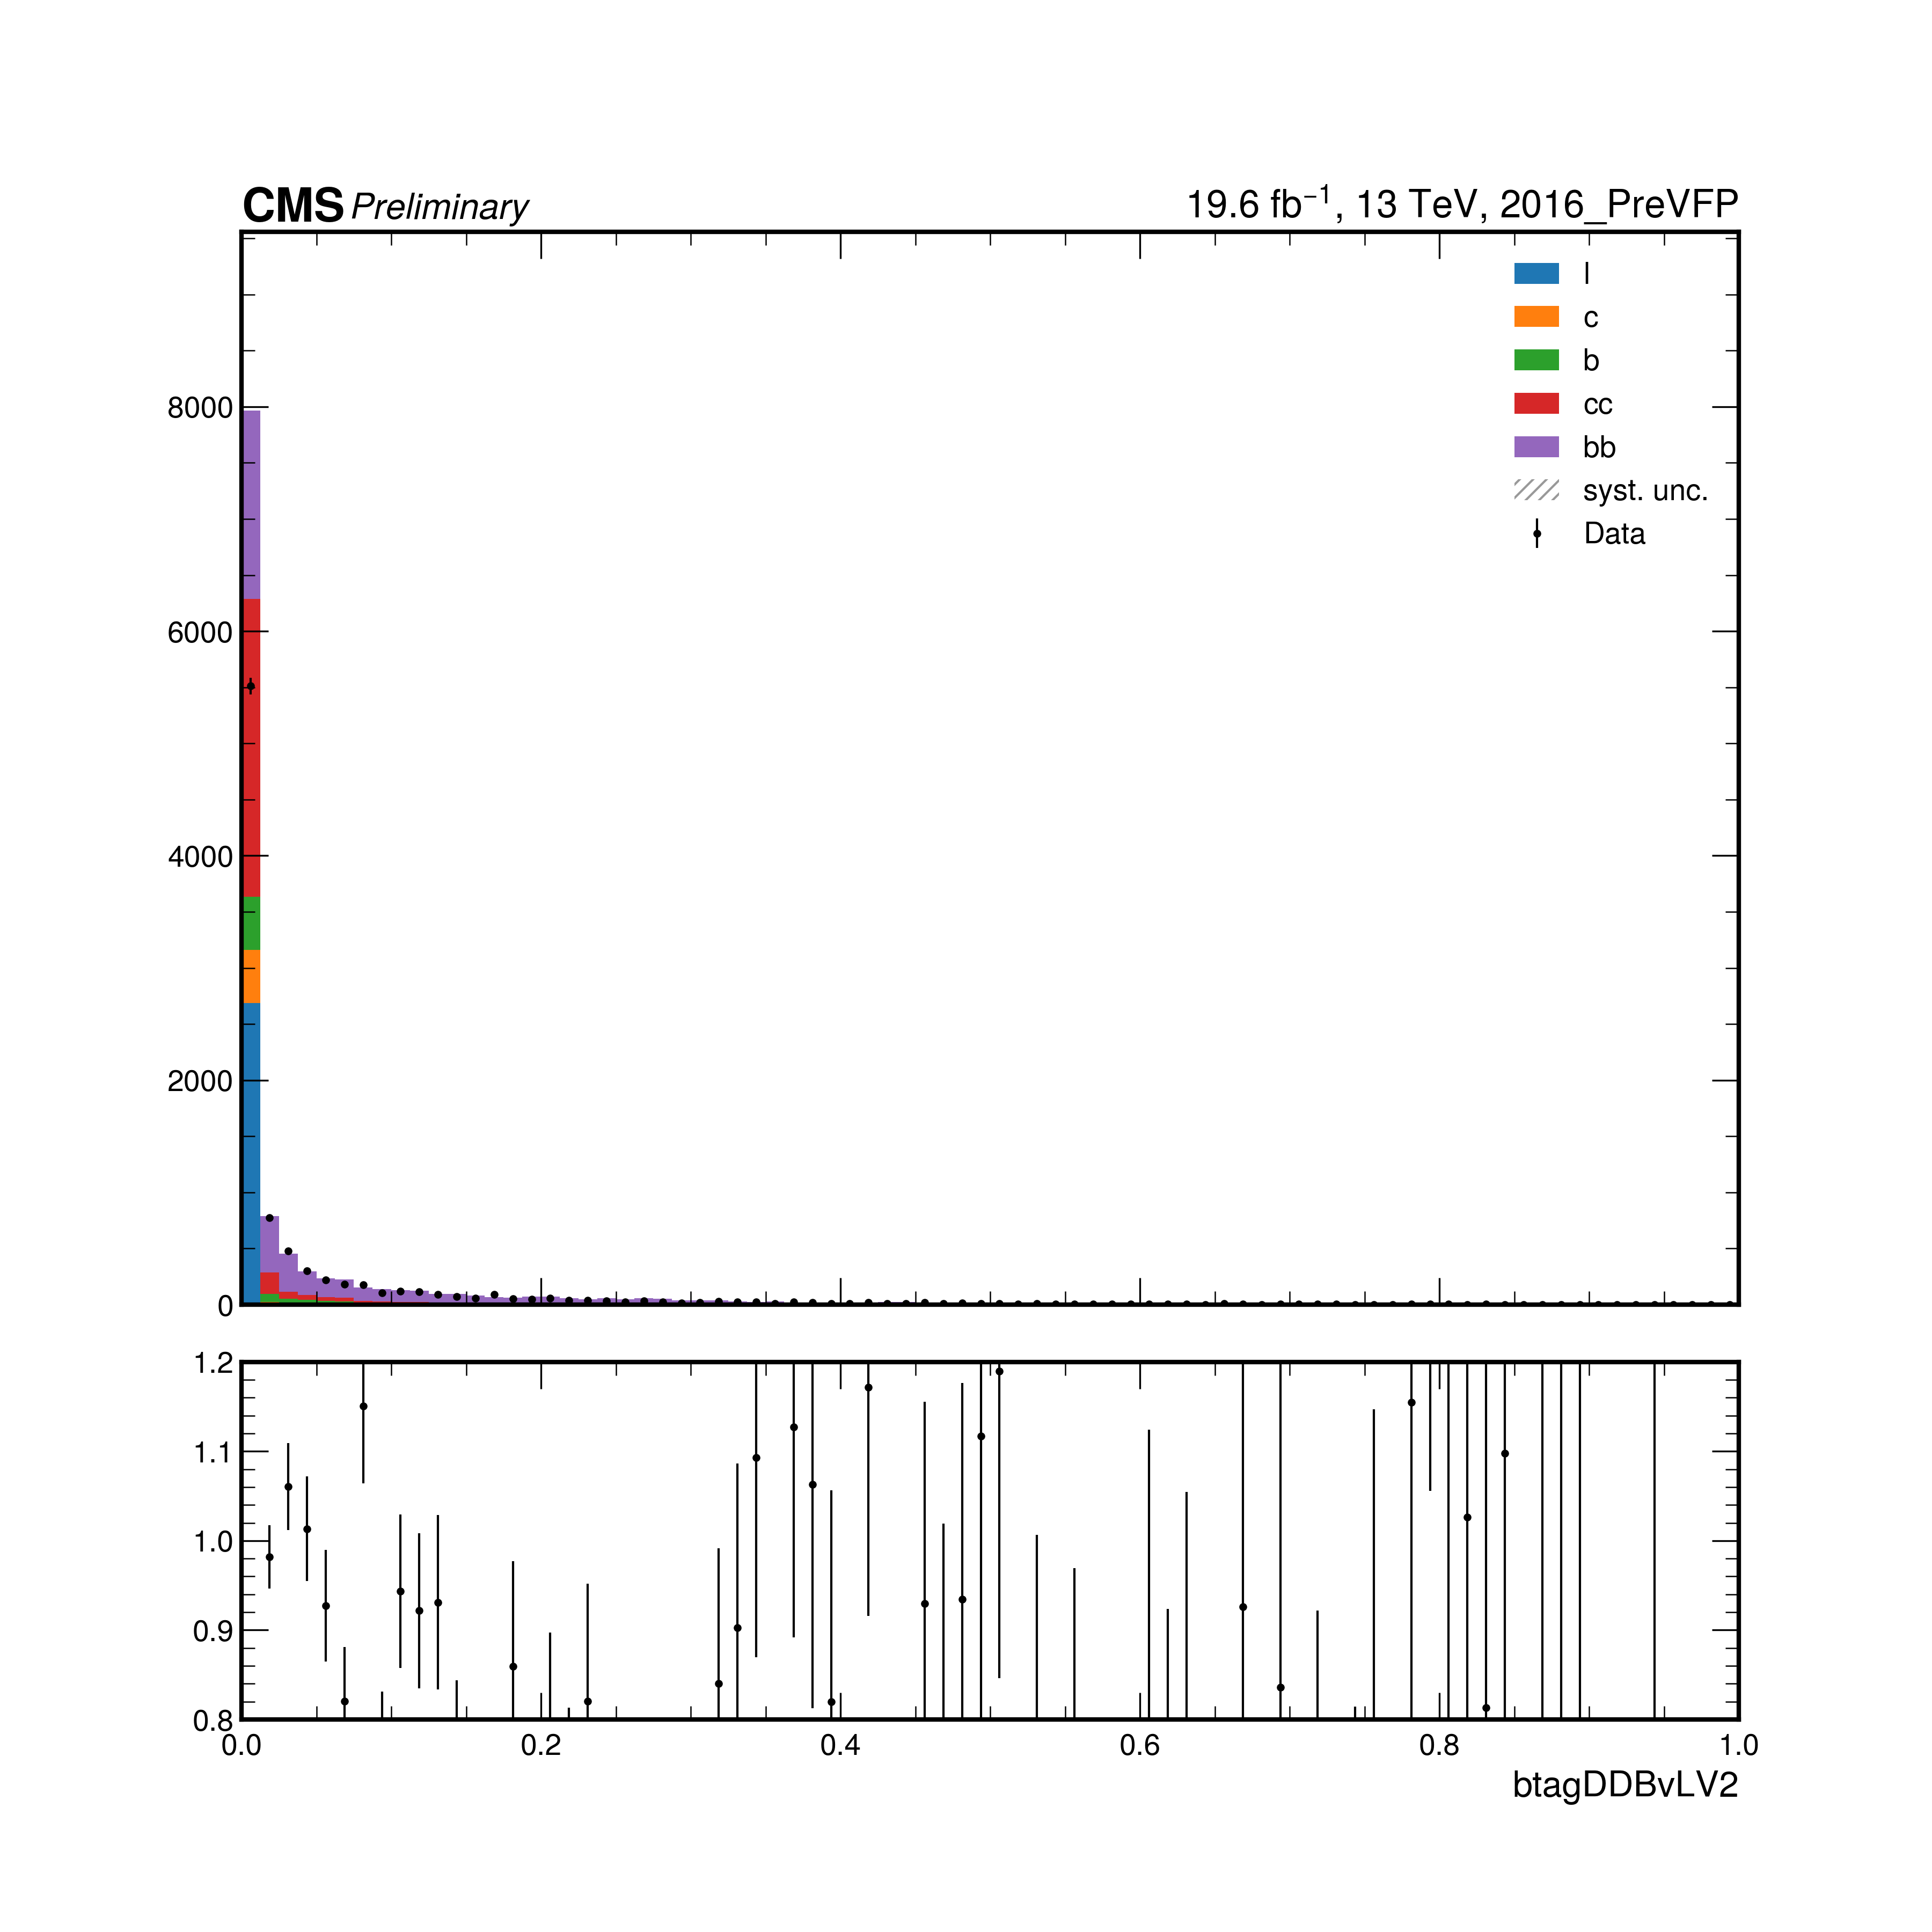 CMS Preliminary
19.6 fb⁻¹, 13 TeV, 2016_PreVFP
l
c
b
cc
bb
syst. unc.
Data
8000
6000
4000
2000
0
1.2
1.1
1.0
0.9
0.8
0.0 0.2 0.4 0.6 0.8 1.0
btagDDBvLV2